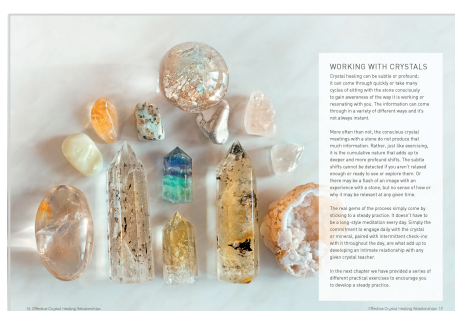 WORKING WITH CRYSTALS
Crystal healing can be subtle or profound;
it can come through quickly or take many
cycles of sitting with the stone consciously
to gain awareness of the way it is working or
resonating with you. The information can come
through in a variety of different ways and it's
not always instant.
More often than not, the conscious crystal
meetings with a stone do not produce that
much information. Rather, just like exercising,
it is the cumulative nature that adds up to
deeper and more profound shifts. The subtle
shifts cannot be detected if you aren't relaxed
enough or ready to see or explore them. Or
there may be a flash of an image with an
experience with a stone, but no sense of how or
why it may be relevant at any given time.
The real gems of the process simply come by
sticking to a steady practice. It doesn't have to
be a long-style meditation every day. Simply the
commitment to engage daily with the crystal
or mineral, paired with intermittent check-ins
with it throughout the day, are what add up to
developing an intimate relationship with any
given crystal teacher.
In the next chapter we have provided a series of
different practical exercises to encourage you
to develop a steady practice.
Effective Crystal Healing Relationships
Effective Crystal Healing Relationships